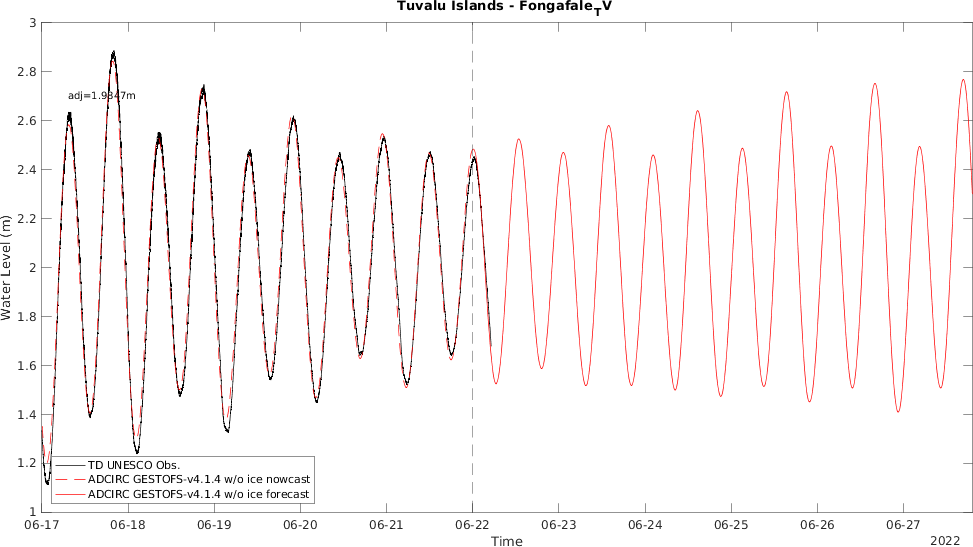 Tuvalu Islands - Fongafale_TV
3
2.8
adj=1.9347m
2.6
2.4
2.2
2
1.8
1.6
1.4
1.2
1
Water Level (m)
TD UNESCO Obs.
ADCIRC GESTOFS-v4.1.4 w/o ice nowcast
ADCIRC GESTOFS-v4.1.4 w/o ice forecast
06-17 06-18 06-19 06-20 06-21 06-22 06-23 06-24 06-25 06-26 06-27
Time
2022